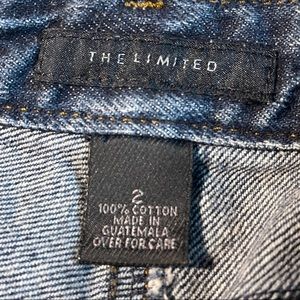 THE LIMITED
2
100% COTTON
MADE IN
GUATEMALA
OVER FOR CARE